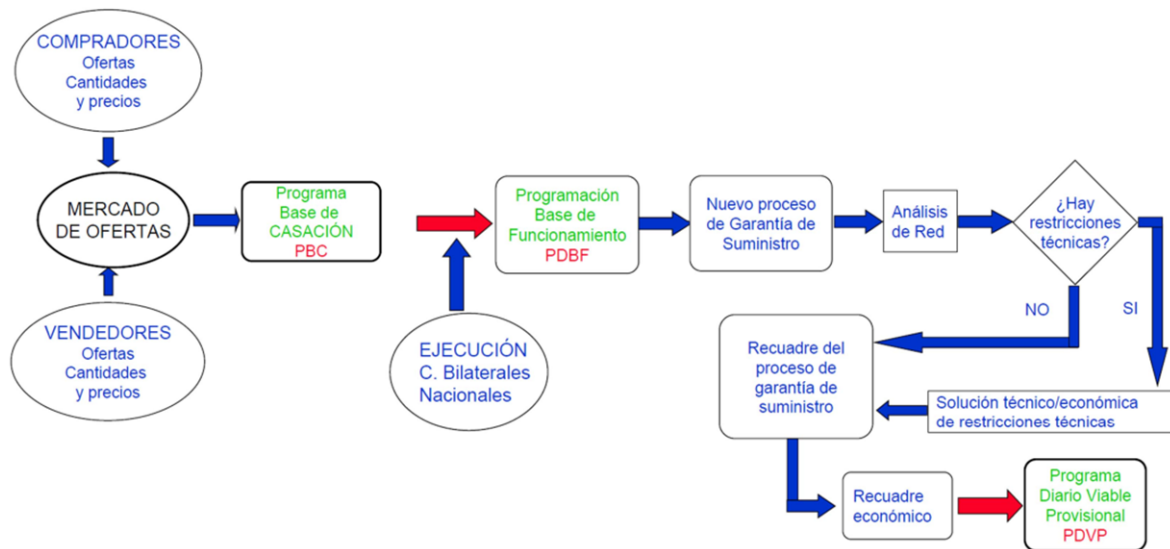 COMPRADORES
Ofertas
Cantidades
y precios
MERCADO
DE OFERTAS
VENDEDORES
Ofertas
Cantidades
y precios
Programa
Base de
CASACIÓN
PBC
EJECUCIÓN
C. Bilaterales
Nacionales
Programación
Base de
Funcionamiento
PDBF
Nuevo proceso
de Garantía de
Suministro
Análisis
de Red
¿Hay
restricciones
técnicas?
NO
SI
Solución técnico/económica
de restricciones técnicas
Recuadre del
proceso de
garantía de
suministro
Recuadre
económico
Programa
Diario Viable
Provisional
PDVP